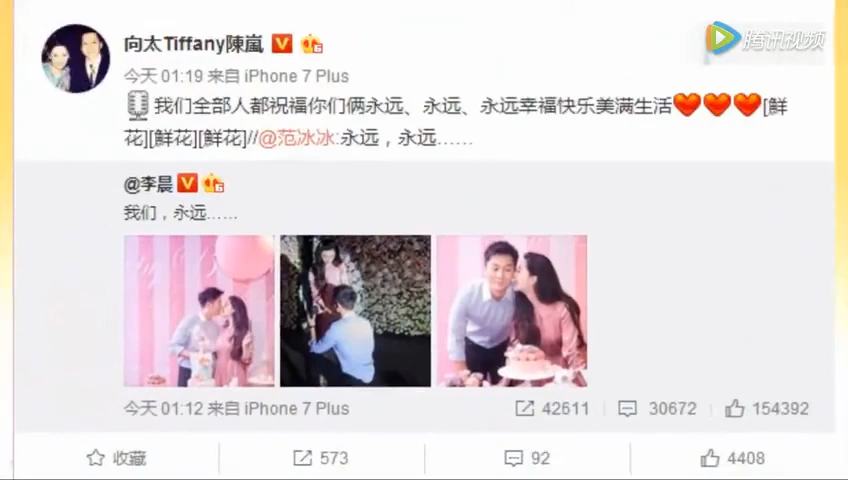 腾讯视频
向太Tiffany陳嵐
今天 01:19 来自 iPhone 7 Plus
我们全部人都祝福你们俩永远、永远、永远幸福快乐美满生活[鲜
花][鲜花][鲜花]//@范冰冰:永远，永远……
@李晨
我们，永远……
今天 01:12 来自 iPhone 7 Plus 42611 30672 154392
收藏 573 92 4408